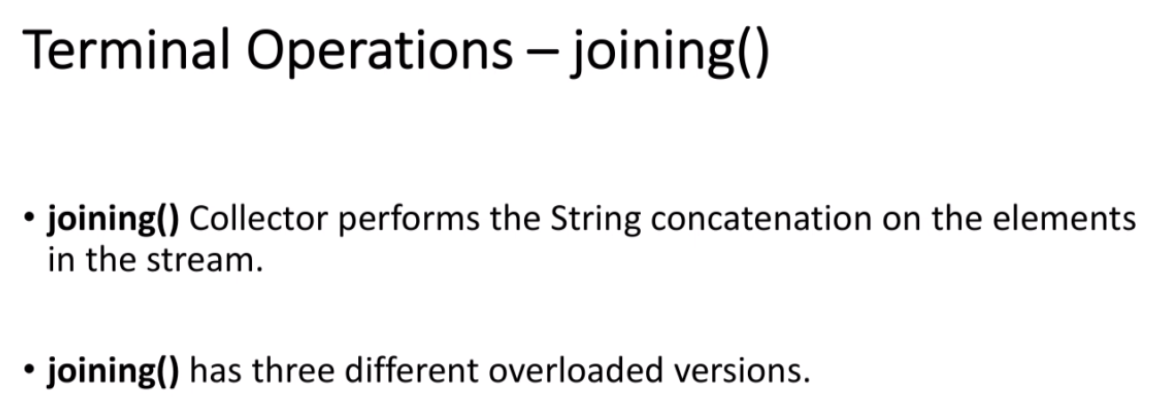 Terminal Operations – joining()
• joining() Collector performs the String concatenation on the elements
in the stream.
• joining() has three different overloaded versions.